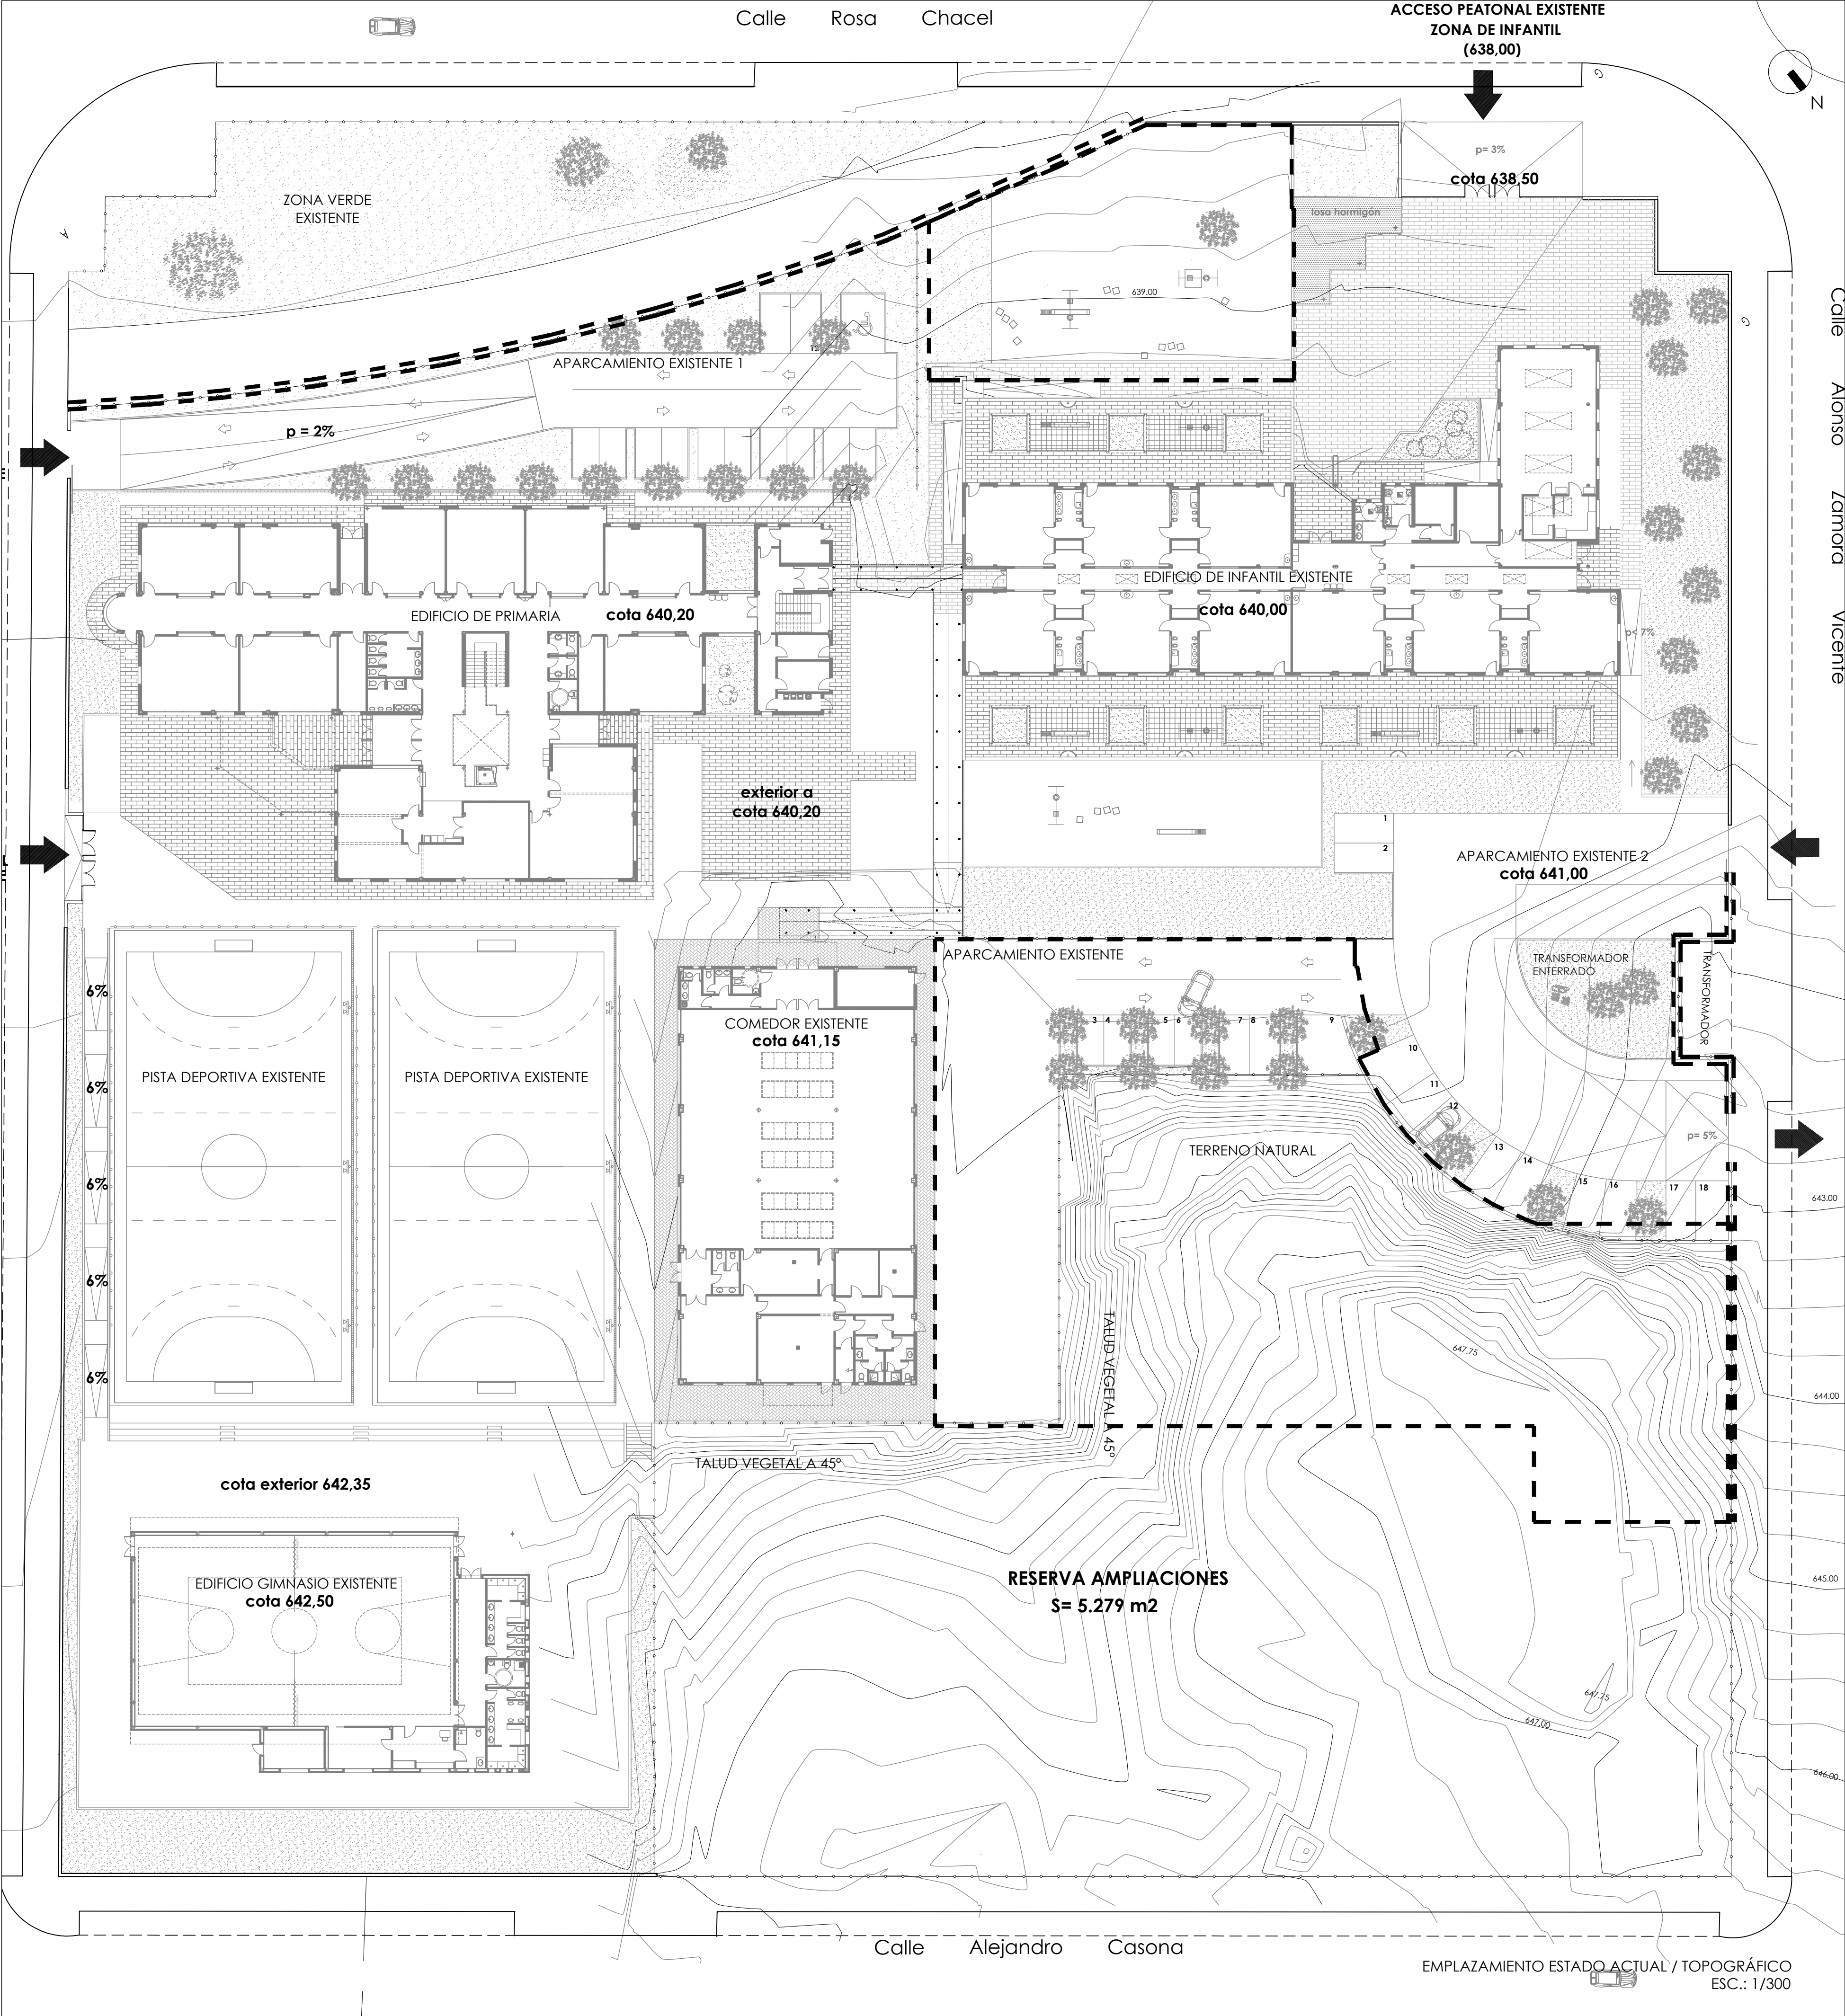 Calle Rosa Chacel
ACCESO PEATONAL EXISTENTE
ZONA DE INFANTIL
(638,00)
N
G
p= 3%
cota 638,50
losa hormigón
ZONA VERDE
EXISTENTE
A
G
639.00
12
APARCAMIENTO EXISTENTE 1
p = 2%
Calle Alonso Zamora Vicente
EDIFICIO DE PRIMARIA
cota 640,20
EDIFICIO DE INFANTIL EXISTENTE
cota 640,00
p< 7%
exterior a
cota 640,20
1
2
APARCAMIENTO EXISTENTE 2
cota 641,00
APARCAMIENTO EXISTENTE
TRANSFORMADOR
ENTERRADO
TRANSFORMADOR
3
4
5
6
7
8
9
10
11
12
13
14
15
16
17
18
p= 5%
COMEDOR EXISTENTE
cota 641,15
PISTA DEPORTIVA EXISTENTE
PISTA DEPORTIVA EXISTENTE
6%
6%
6%
6%
6%
TERRENO NATURAL
643.00
TALUD VEGETAL A 45º
647.75
644.00
TALUD VEGETAL A 45º
cota exterior 642,35
RESERVA AMPLIACIONES
S= 5.279 m2
645.00
EDIFICIO GIMNASIO EXISTENTE
cota 642,50
647.75
647.00
646.00
Calle Alejandro Casona
EMPLAZAMIENTO ESTADO ACTUAL / TOPOGRÁFICO
ESC.: 1/300